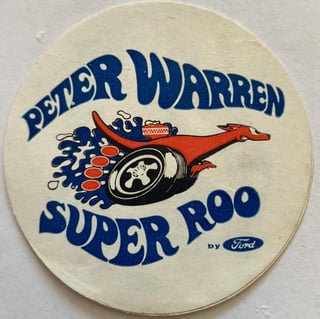 PETER WARREN
SUPER ROO
by Ford